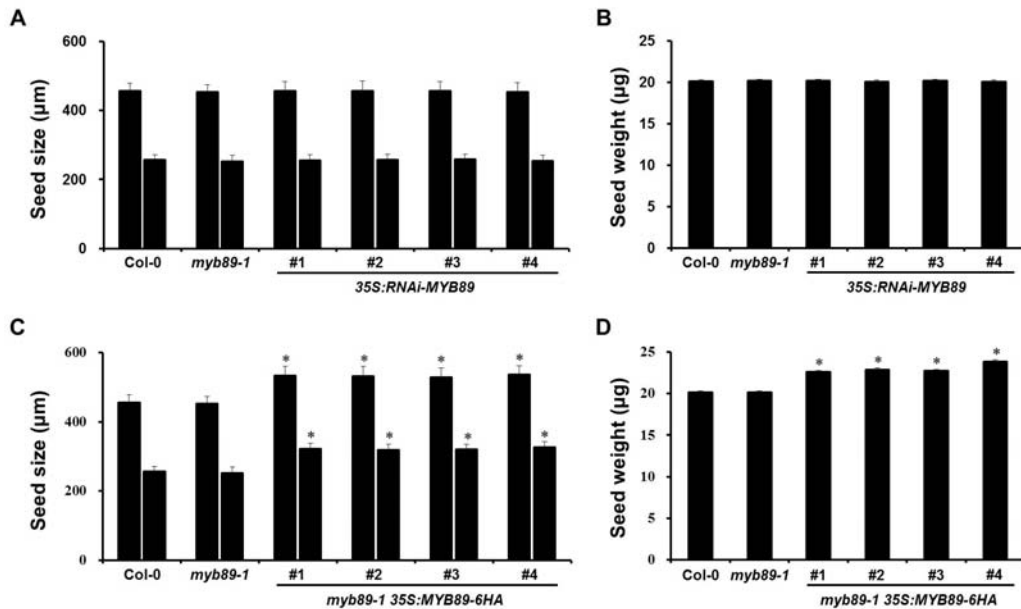 A
Seed size (µm)
600
400
200
0
Col-0 myb89-1 #1 #2 #3 #4
35S:RNAi-MYB89
B
Seed weight (µg)
25
20
15
10
5
0
Col-0 myb89-1 #1 #2 #3 #4
35S:RNAi-MYB89
C
Seed size (µm)
600
400
200
0
* * * *
* * * *
Col-0 myb89-1 #1 #2 #3 #4
myb89-1 35S:MYB89-6HA
D
Seed weight (µg)
25
20
15
10
5
0
* * * *
Col-0 myb89-1 #1 #2 #3 #4
myb89-1 35S:MYB89-6HA